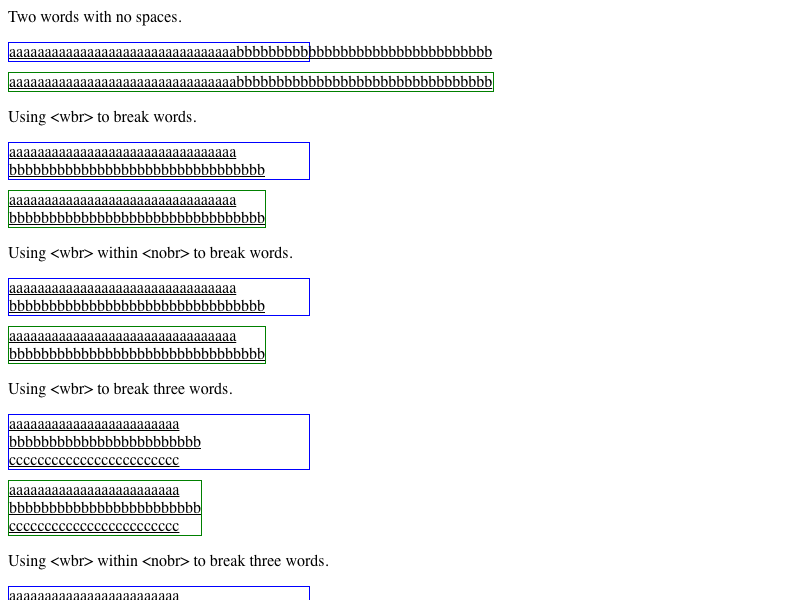 Two words with no spaces.
aaaaaaaaaaaaaaaaaaaaaaaaaaaaaaaabbbbbbbbbbbbbbbbbbbbbbbbbbbbbbbb
aaaaaaaaaaaaaaaaaaaaaaaaaaaaaaaabbbbbbbbbbbbbbbbbbbbbbbbbbbbbbbb
Using <wbr> to break words.
aaaaaaaaaaaaaaaaaaaaaaaaaaaaaaaa
bbbbbbbbbbbbbbbbbbbbbbbbbbbbbbbb
aaaaaaaaaaaaaaaaaaaaaaaaaaaaaaaa
bbbbbbbbbbbbbbbbbbbbbbbbbbbbbbbb
Using <wbr> within <nobr> to break words.
aaaaaaaaaaaaaaaaaaaaaaaaaaaaaaaa
bbbbbbbbbbbbbbbbbbbbbbbbbbbbbbbb
aaaaaaaaaaaaaaaaaaaaaaaaaaaaaaaa
bbbbbbbbbbbbbbbbbbbbbbbbbbbbbbbb
Using <wbr> to break three words.
aaaaaaaaaaaaaaaaaaaaaaaa
bbbbbbbbbbbbbbbbbbbbbbbb
cccccccccccccccccccccccc
aaaaaaaaaaaaaaaaaaaaaaaa
bbbbbbbbbbbbbbbbbbbbbbbb
cccccccccccccccccccccccc
Using <wbr> within <nobr> to break three words.
aaaaaaaaaaaaaaaaaaaaaaaa